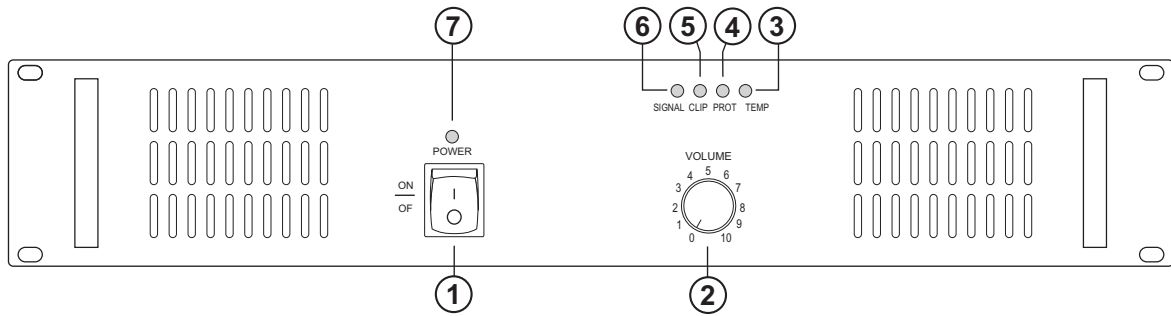 7
6 5 4 3
SIGNAL CLIP PROT TEMP
POWER
VOLUME
ON
OF
I
0 1 2 3 4 5 6 7 8 9 10
1
2